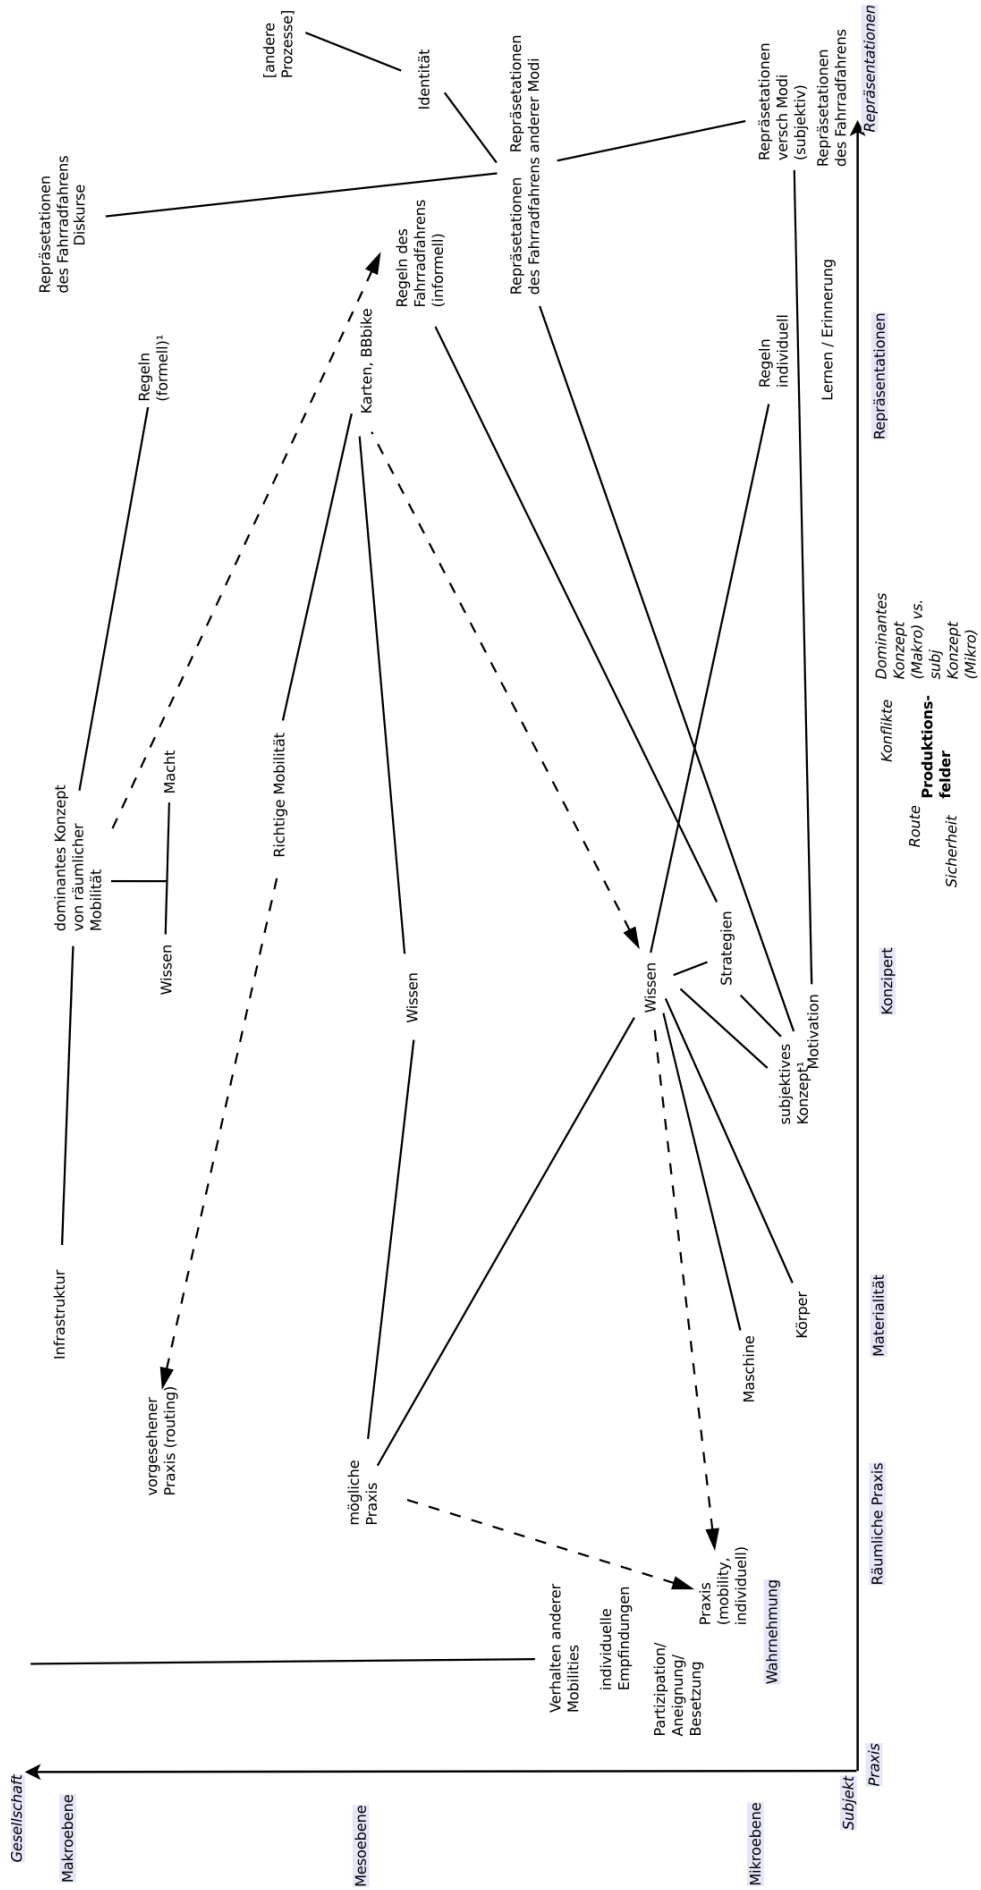 Gesellschaft
Makroebene
Infrastruktur
dominantes Konzept
von räumlicher
Mobilität
Repräsetationen
des Fahrradfahrens
Diskurse
vorgesehener
Praxis (routing)
Wissen
Macht
Regeln
(formell)¹
Richtige Mobilität
[andere
Prozesse]
Mesoebene
mögliche
Praxis
Wissen
Karten, BBbike
Regeln des
Fahrradfahrens
(informell)
Identität
Repräsetationen
des Fahrradfahrens
Repräsetationen
anderer Modi
Verhalten anderer
Mobilities
individuelle
Empfindungen
Partizipation/
Aneignung/
Besetzung
Wissen
Strategien
Praxis
(mobility,
individuell)
Mikroebene
Wahrnehmung
Maschine
Körper
subjektives
Konzept¹
Motivation
Regeln
individuell
Lernen / Erinnerung
Repräsetationen
versch Modi
(subjektiv)
Repräsetationen
des Fahrradfahrens
Subjekt
Praxis
Räumliche Praxis
Materialität
Konzipert
Repräsentationen
Repräsentationen
Konflikte
Dominantes
Konzept
(Makro) vs.
subj
Konzept
(Mikro)
Route
Produktions-
felder
Sicherheit